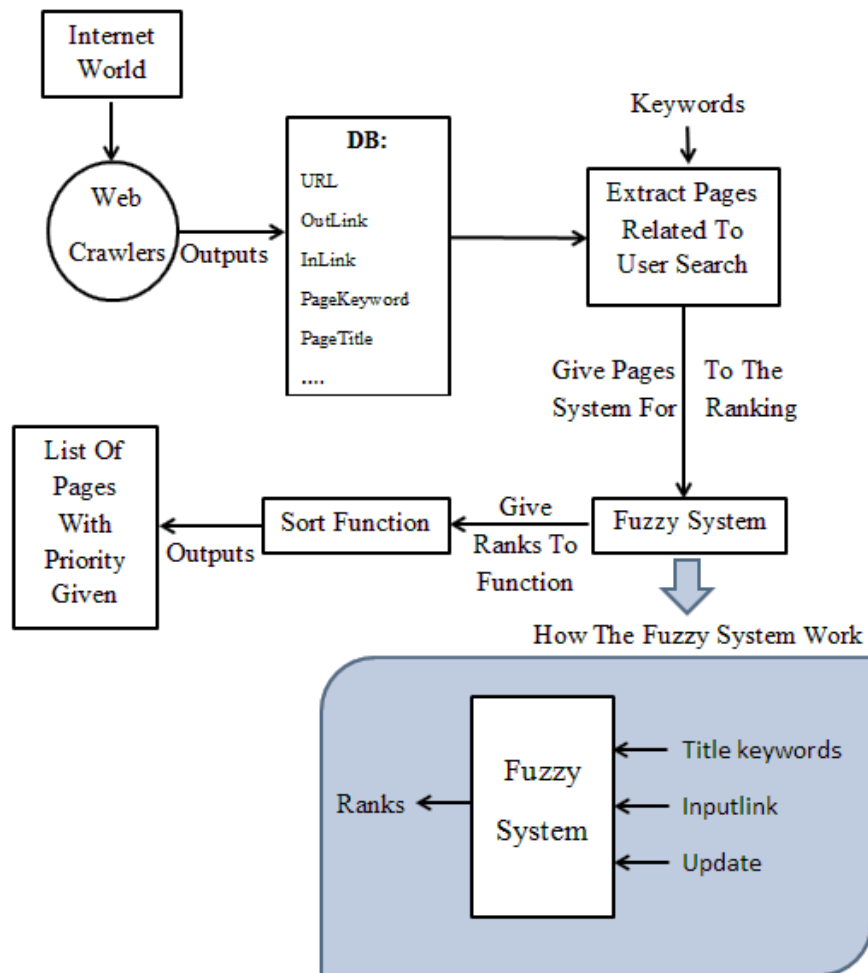 Internet
World
Web
Crawlers
Outputs
DB:
URL
OutLink
InLink
PageKeyword
PageTitle
....
Keywords
Extract Pages
Related To
User Search
Give Pages To The
System For Ranking
Fuzzy System
Give
Ranks To
Function
Sort Function
Outputs
List Of
Pages
With
Priority
Given
How The Fuzzy System Work
Fuzzy
System
Title keywords
Inputlink
Update
Ranks